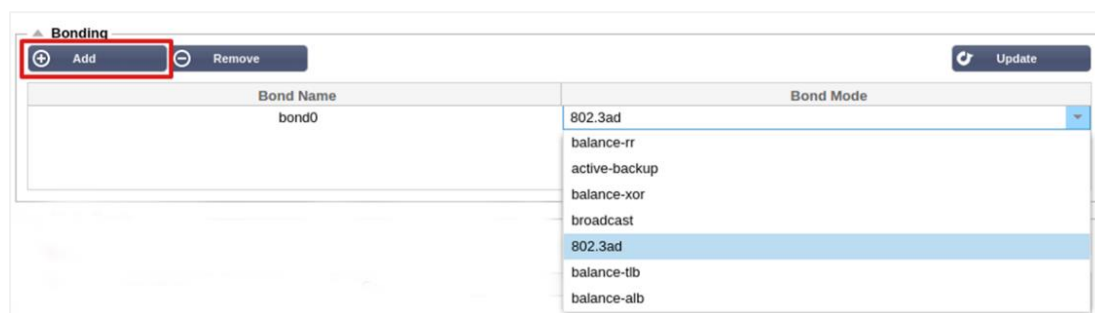 Bonding
Add Remove Update
Bond Name Bond Mode
bond0 802.3ad
balance-rr
active-backup
balance-xor
broadcast
802.3ad
balance-tlb
balance-alb